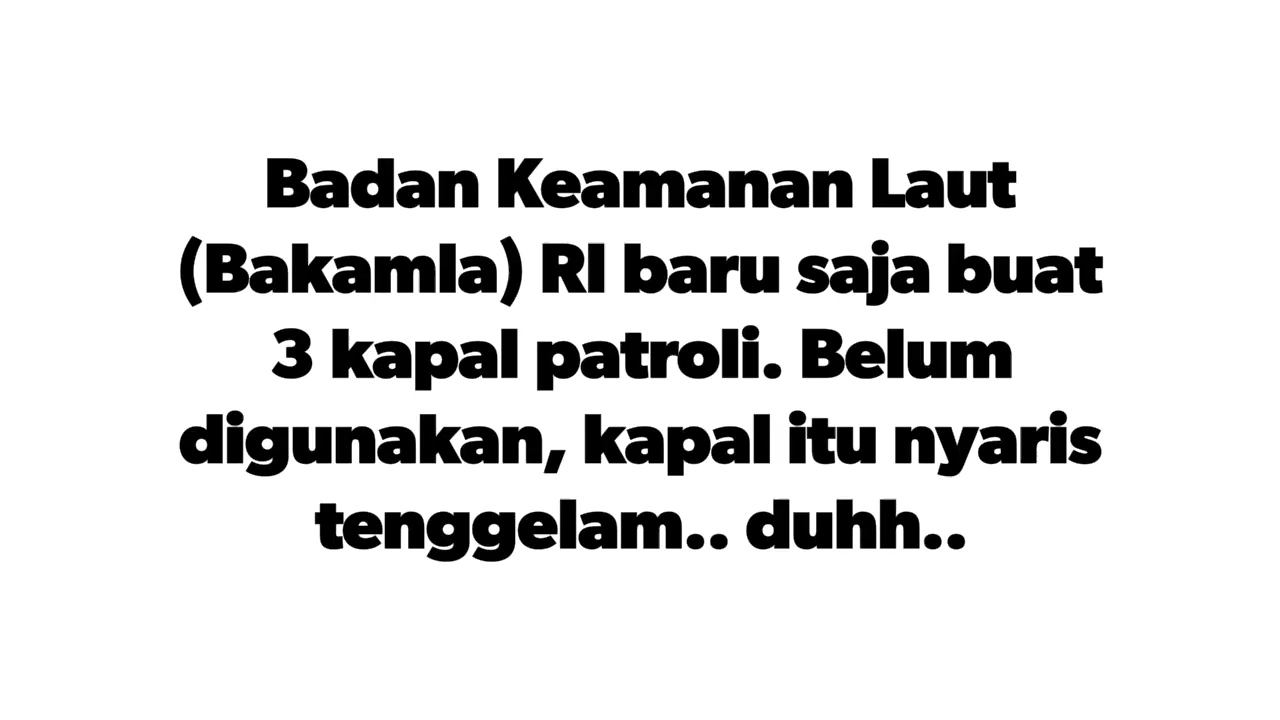 Badan Keamanan Laut
(Bakamla) RI baru saja buat
3 kapal patroli. Belum
digunakan, kapal itu nyaris
tenggelam.. duhh..